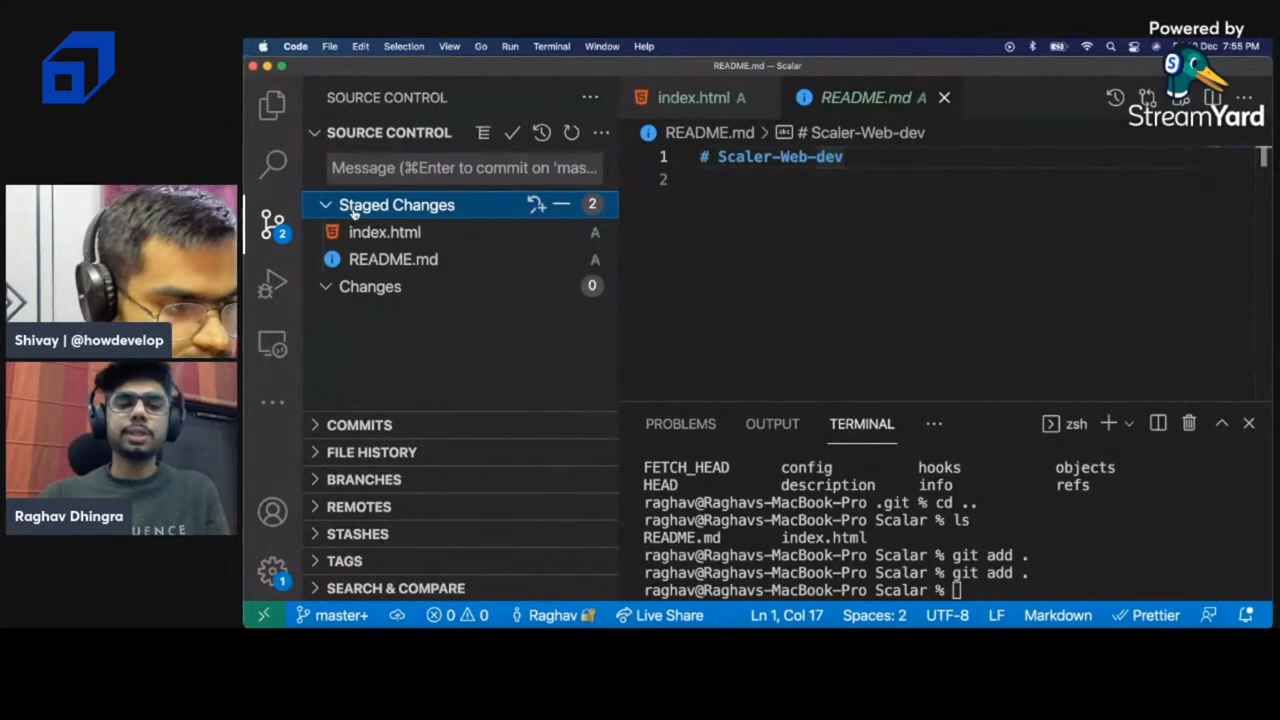 Powered by
StreamYard
Code File Edit Selection View Go Run Terminal Window Help
Dec 7:55 PM
README.md — Scalar
SOURCE CONTROL
SOURCE CONTROL
Message (⌘Enter to commit on 'mas...
Staged Changes 2
index.html A
README.md A
Changes 0
COMMITS
FILE HISTORY
BRANCHES
REMOTES
STASHES
TAGS
SEARCH & COMPARE
2
1
index.html A
README.md A
README.md > # Scaler-Web-dev
1 # Scaler-Web-dev
2
PROBLEMS OUTPUT TERMINAL ... zsh
FETCH_HEAD config hooks objects
HEAD description info refs
raghav@Raghavs-MacBook-Pro .git % cd ..
raghav@Raghavs-MacBook-Pro Scalar % ls
README.md index.html
raghav@Raghavs-MacBook-Pro Scalar % git add .
raghav@Raghavs-MacBook-Pro Scalar % git add .
raghav@Raghavs-MacBook-Pro Scalar %
master+ 0 0 Raghav Live Share Ln 1, Col 17 Spaces: 2 UTF-8 LF Markdown Prettier
Shivay | @howdevelop
Raghav Dhingra
UENCE